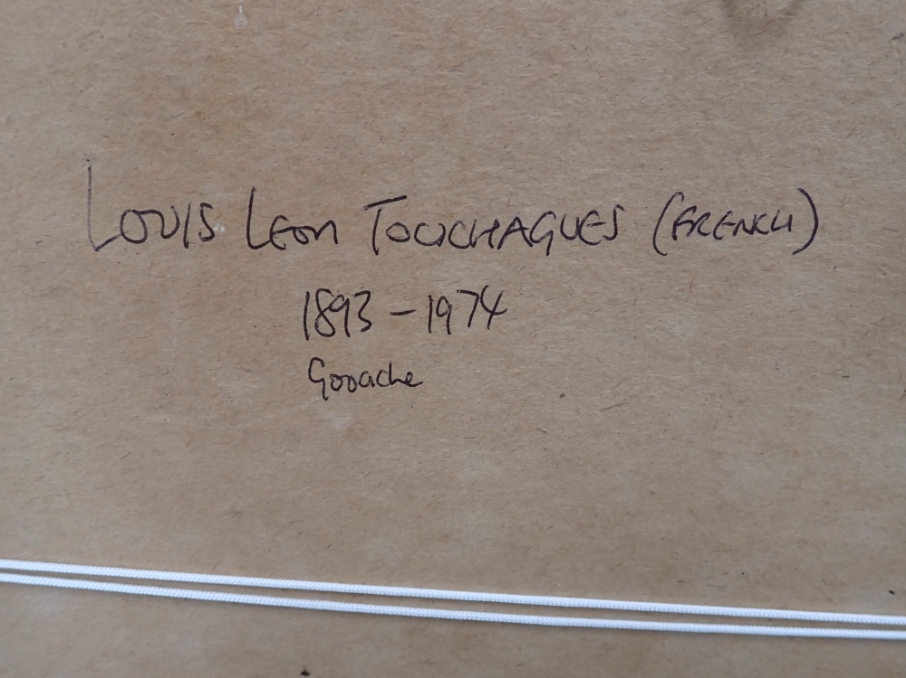 LOUIS LEON TOUCHAGUES (FRENCH)
1893-1974
Gouache